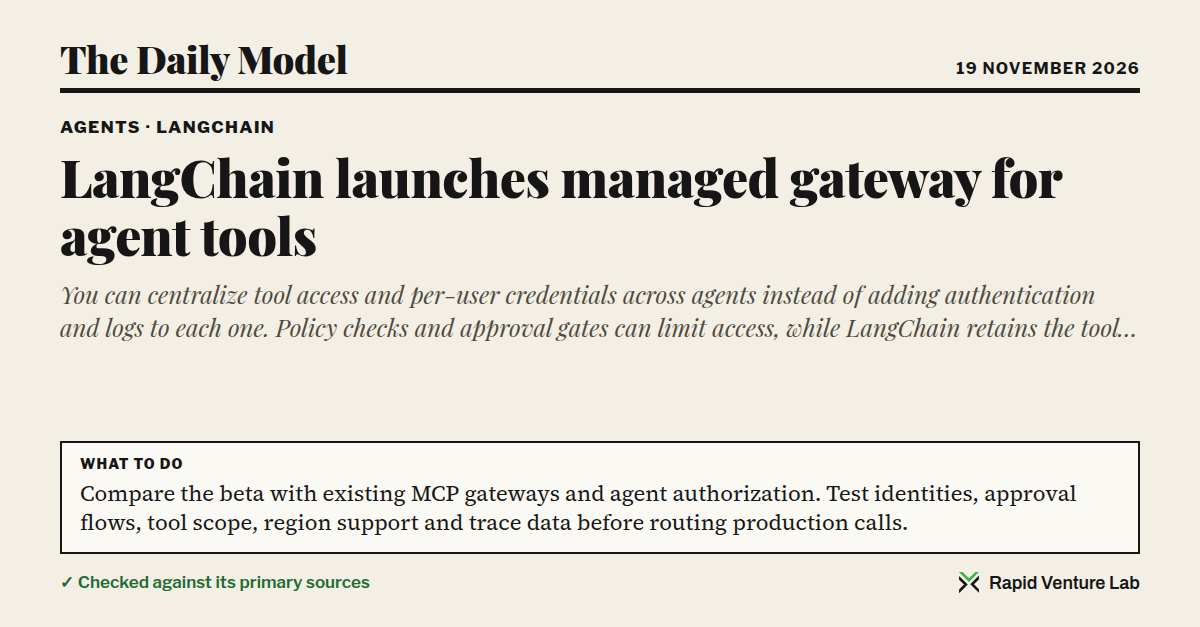 The Daily Model
19 NOVEMBER 2026
AGENTS · LANGCHAIN
LangChain launches managed gateway for
agent tools
You can centralize tool access and per-user credentials across agents instead of adding authentication
and logs to each one. Policy checks and approval gates can limit access, while LangChain retains the tool...
WHAT TO DO
Compare the beta with existing MCP gateways and agent authorization. Test identities, approval
flows, tool scope, region support and trace data before routing production calls.
✓ Checked against its primary sources
Rapid Venture Lab